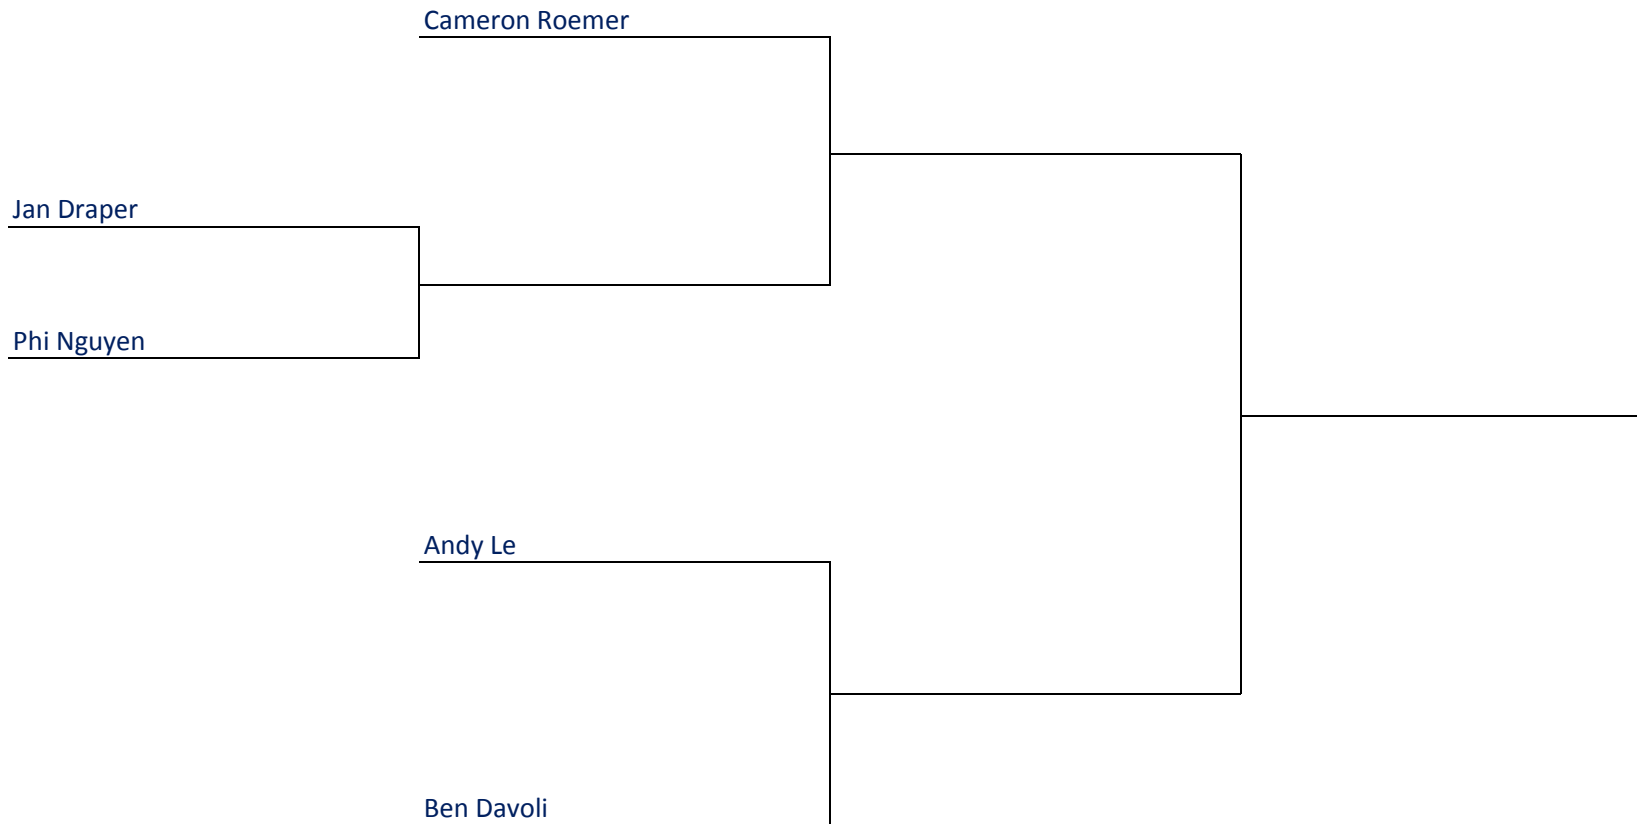 Cameron Roemer
Jan Draper
Phi Nguyen
Andy Le
Ben Davoli